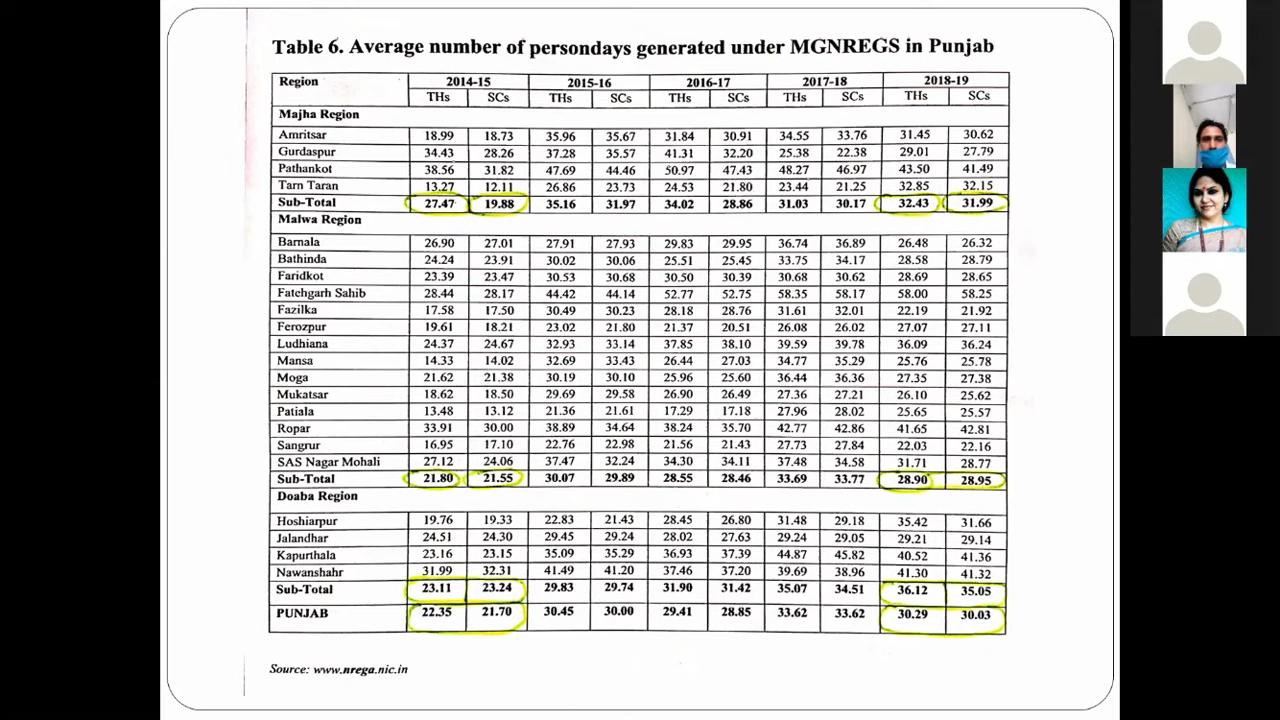 Table 6. Average number of persondays generated under MGNREGS in Punjab
Region 2014-15 2015-16 2016-17 2017-18 2018-19
THs SCs THs SCs THs SCs THs SCs THs SCs
Majha Region
Amritsar 18.99 18.73 35.96 35.67 31.84 30.91 34.55 33.76 31.45 30.62
Gurdaspur 34.43 28.26 37.28 35.57 41.31 32.20 25.38 22.38 29.01 27.79
Pathankot 38.56 31.82 47.69 44.46 50.97 47.43 48.27 46.97 43.50 41.49
Tarn Taran 13.27 12.11 26.86 23.73 24.53 21.80 23.44 21.25 32.85 32.15
Sub-Total 27.47 19.88 35.16 31.97 34.02 28.86 31.03 30.17 32.43 31.99
Malwa Region
Barnala 26.90 27.01 27.91 27.93 29.83 29.95 36.74 36.89 26.48 26.32
Bathinda 24.24 23.91 30.02 30.06 25.51 25.45 33.75 34.17 28.58 28.79
Faridkot 23.39 23.47 30.53 30.68 30.50 30.39 30.68 30.62 28.69 28.65
Fatehgarh Sahib 28.44 28.17 44.42 44.14 52.77 52.75 58.35 58.17 58.00 58.25
Fazilka 17.58 17.50 30.49 30.23 28.18 28.76 31.61 32.01 22.19 21.92
Ferozpur 19.61 18.21 23.02 21.80 21.37 20.51 26.08 26.02 27.07 27.11
Ludhiana 24.37 24.67 32.93 33.14 37.85 38.10 39.59 39.78 36.09 36.24
Mansa 14.33 14.02 32.69 33.43 26.44 27.03 34.77 35.29 25.76 25.78
Moga 21.62 21.38 30.19 30.10 25.96 25.60 36.44 36.36 27.35 27.38
Mukatsar 18.62 18.50 29.69 29.58 26.90 26.49 27.36 27.21 26.10 25.62
Patiala 13.48 13.12 21.36 21.61 17.29 17.18 27.96 28.02 25.65 25.57
Ropar 33.91 30.00 38.89 34.64 38.24 35.70 42.77 42.86 41.65 42.81
Sangrur 16.95 17.10 22.76 22.98 21.56 21.43 27.73 27.84 22.03 22.16
SAS Nagar Mohali 27.12 24.06 37.47 32.24 34.30 34.11 37.48 34.58 31.71 28.77
Sub-Total 21.80 21.55 30.07 29.89 28.55 28.46 33.69 33.77 28.90 28.95
Doaba Region
Hoshiarpur 19.76 19.33 22.83 21.43 28.45 26.80 31.48 29.18 35.42 31.66
Jalandhar 24.51 24.30 29.45 29.24 28.02 27.63 29.24 29.05 29.21 29.14
Kapurthala 23.16 23.15 35.09 35.29 36.93 37.39 44.87 45.82 40.52 41.36
Nawanshahr 31.99 32.31 41.49 41.20 37.46 37.20 39.69 38.96 41.30 41.32
Sub-Total 23.11 23.24 29.83 29.74 31.90 31.42 35.07 34.51 36.12 35.05
PUNJAB 22.35 21.70 30.45 30.00 29.41 28.85 33.62 33.62 30.29 30.03
Source: www.nrega.nic.in